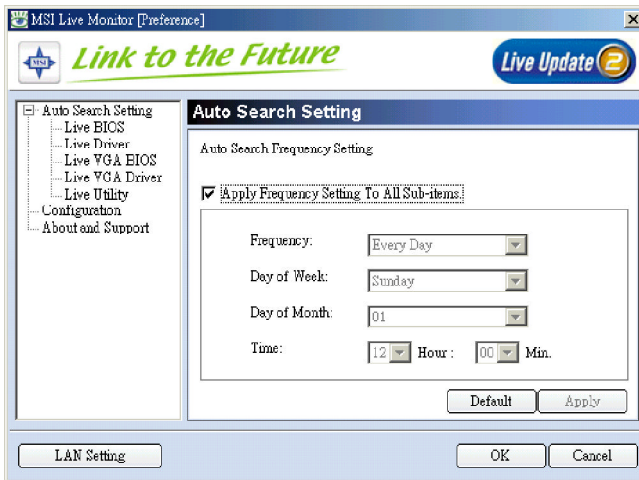 MSI Live Monitor [Preference]
MSI
Link to the Future
Live Update 2
Auto Search Setting
Live BIOS
Live Driver
Live VGA BIOS
Live VGA Driver
Live Utility
Configuration
About and Support
Auto Search Setting
Auto Search Frequency Setting
Apply Frequency Setting To All Sub-items.
Frequency: Every Day
Day of Week: Sunday
Day of Month: 01
Time: 12 Hour : 00 Min.
Default Apply
LAN Setting OK Cancel